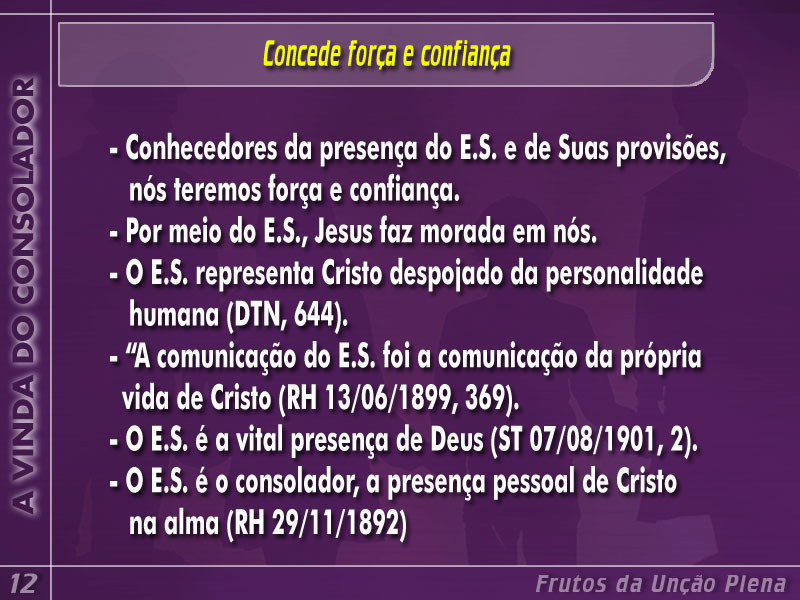 Concede força e confiança
A VINDA DO CONSOLADOR
- Conhecedores da presença do E.S. e de Suas provisões,
nós teremos força e confiança.
- Por meio do E.S., Jesus faz morada em nós.
- O E.S. representa Cristo despojado da personalidade
humana (DTN, 644).
- “A comunicação do E.S. foi a comunicação da própria
vida de Cristo (RH 13/06/1899, 369).
- O E.S. é a vital presença de Deus (ST 07/08/1901, 2).
- O E.S. é o consolador, a presença pessoal de Cristo
na alma (RH 29/11/1892)
12
Frutos da Unção Plena